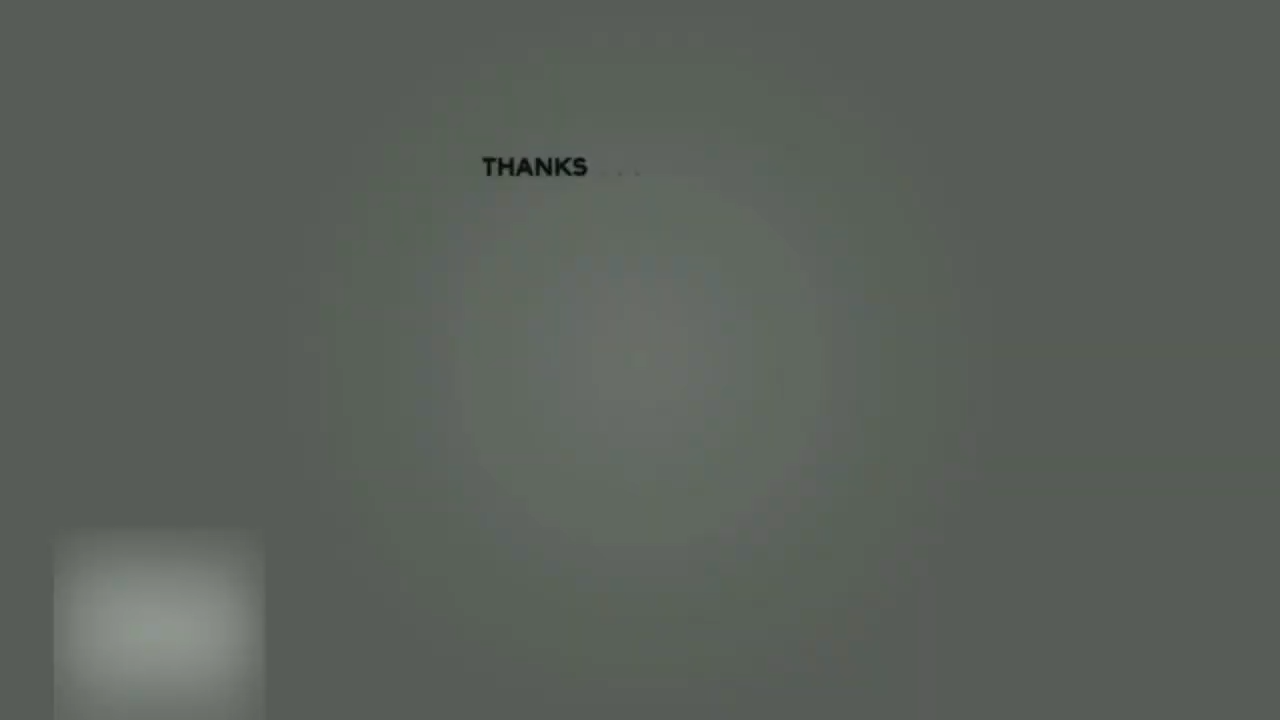 THANKS . . .